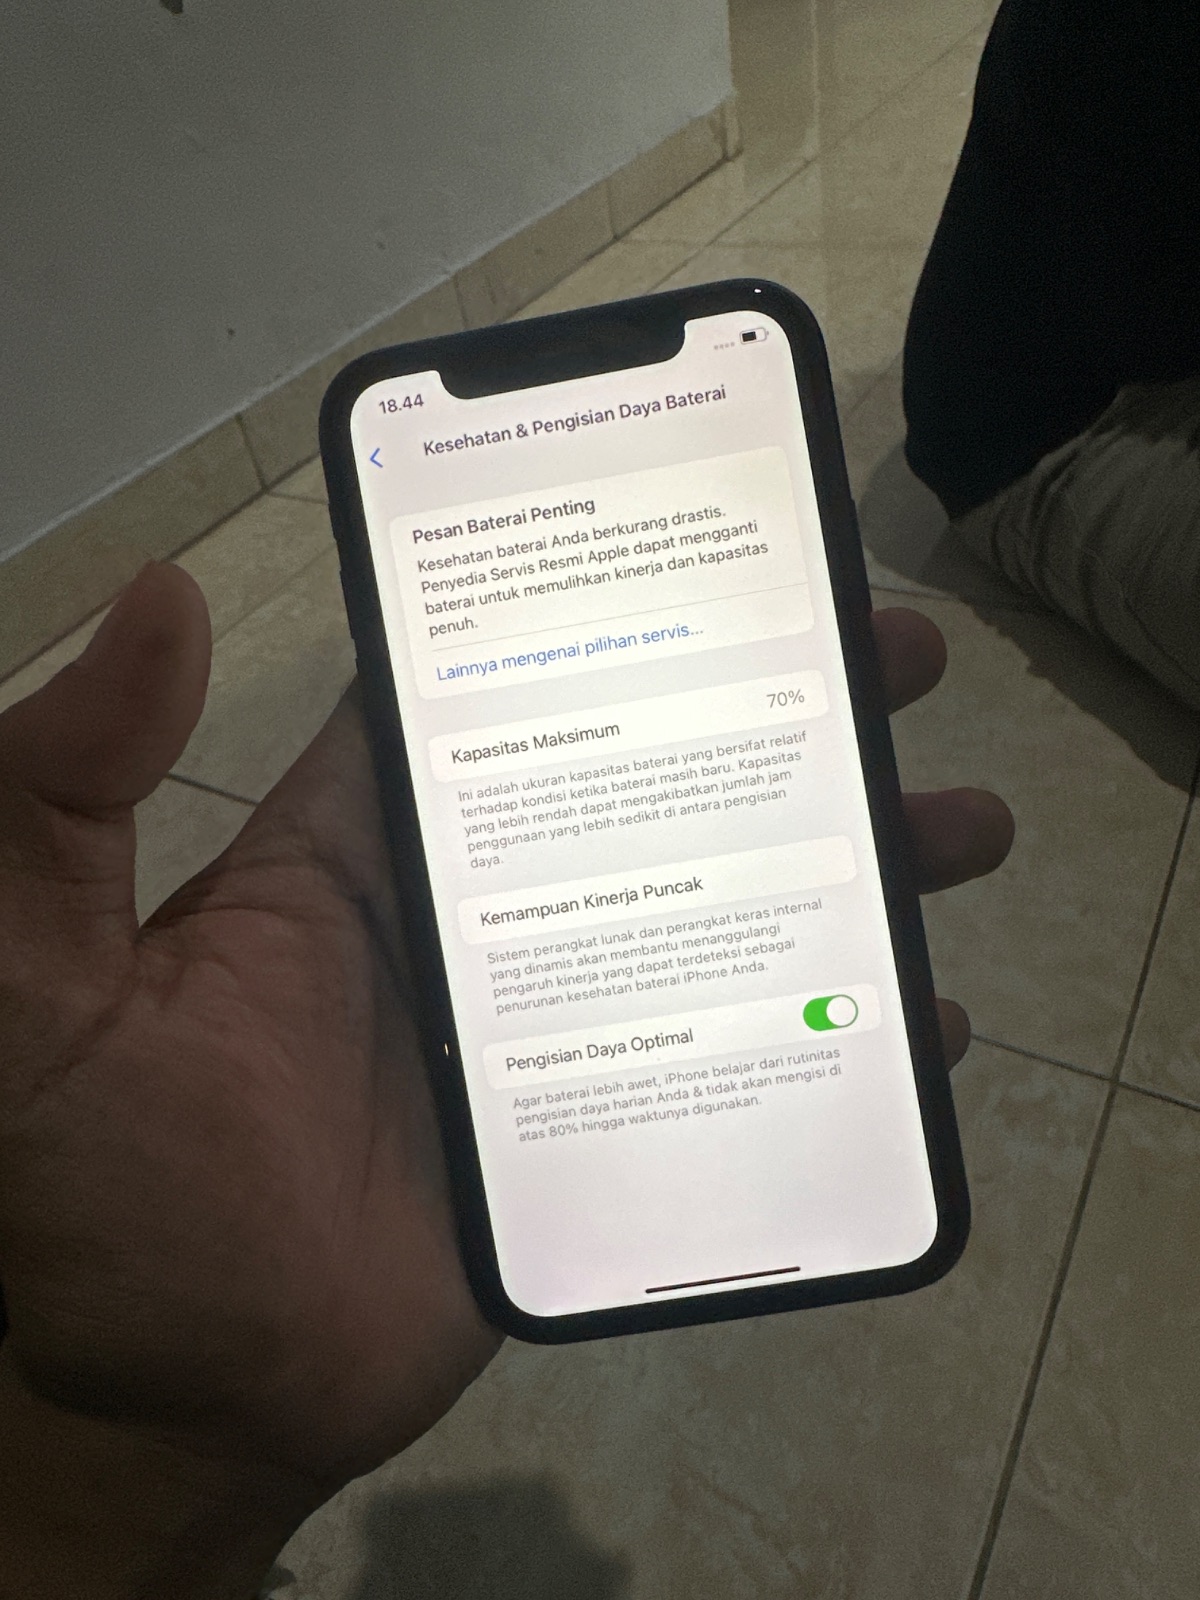 18.44
Kesehatan & Pengisian Daya Baterai
Pesan Baterai Penting
Kesehatan baterai Anda berkurang drastis.
Penyedia Servis Resmi Apple dapat mengganti
baterai untuk memulihkan kinerja dan kapasitas
penuh.
Lainnya mengenai pilihan servis...
Kapasitas Maksimum 70%
Ini adalah ukuran kapasitas baterai yang bersifat relatif
terhadap kondisi ketika baterai masih baru. Kapasitas
yang lebih rendah dapat mengakibatkan jumlah jam
penggunaan yang lebih sedikit di antara pengisian
daya.
Kemampuan Kinerja Puncak
Sistem perangkat lunak dan perangkat keras internal
yang dinamis akan membantu menanggulangi
pengaruh kinerja yang dapat terdeteksi sebagai
penurunan kesehatan baterai iPhone Anda.
Pengisian Daya Optimal
Agar baterai lebih awet, iPhone belajar dari rutinitas
pengisian daya harian Anda & tidak akan mengisi di
atas 80% hingga waktunya digunakan.